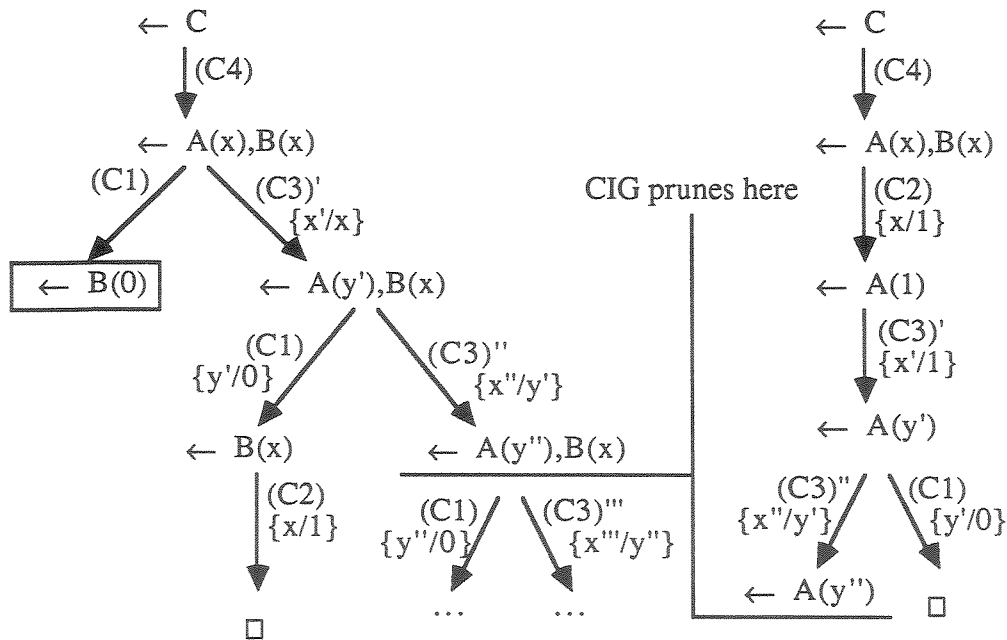 ← C
(C4)
← A(x),B(x)
(C1)
(C3)'
{x'/x}
← B(0)
← A(y'),B(x)
(C1)
{y'/0}
(C3)''
{x''/y'}
← B(x)
← A(y''),B(x)
(C2)
{x/1}
(C1)
{y''/0}
(C3)'''
{x'''/y''}
□
...
...
CIG prunes here
← C
(C4)
← A(x),B(x)
(C2)
{x/1}
← A(1)
(C3)'
{x'/1}
← A(y')
(C3)''
{x''/y'}
(C1)
{y'/0}
← A(y'')
□